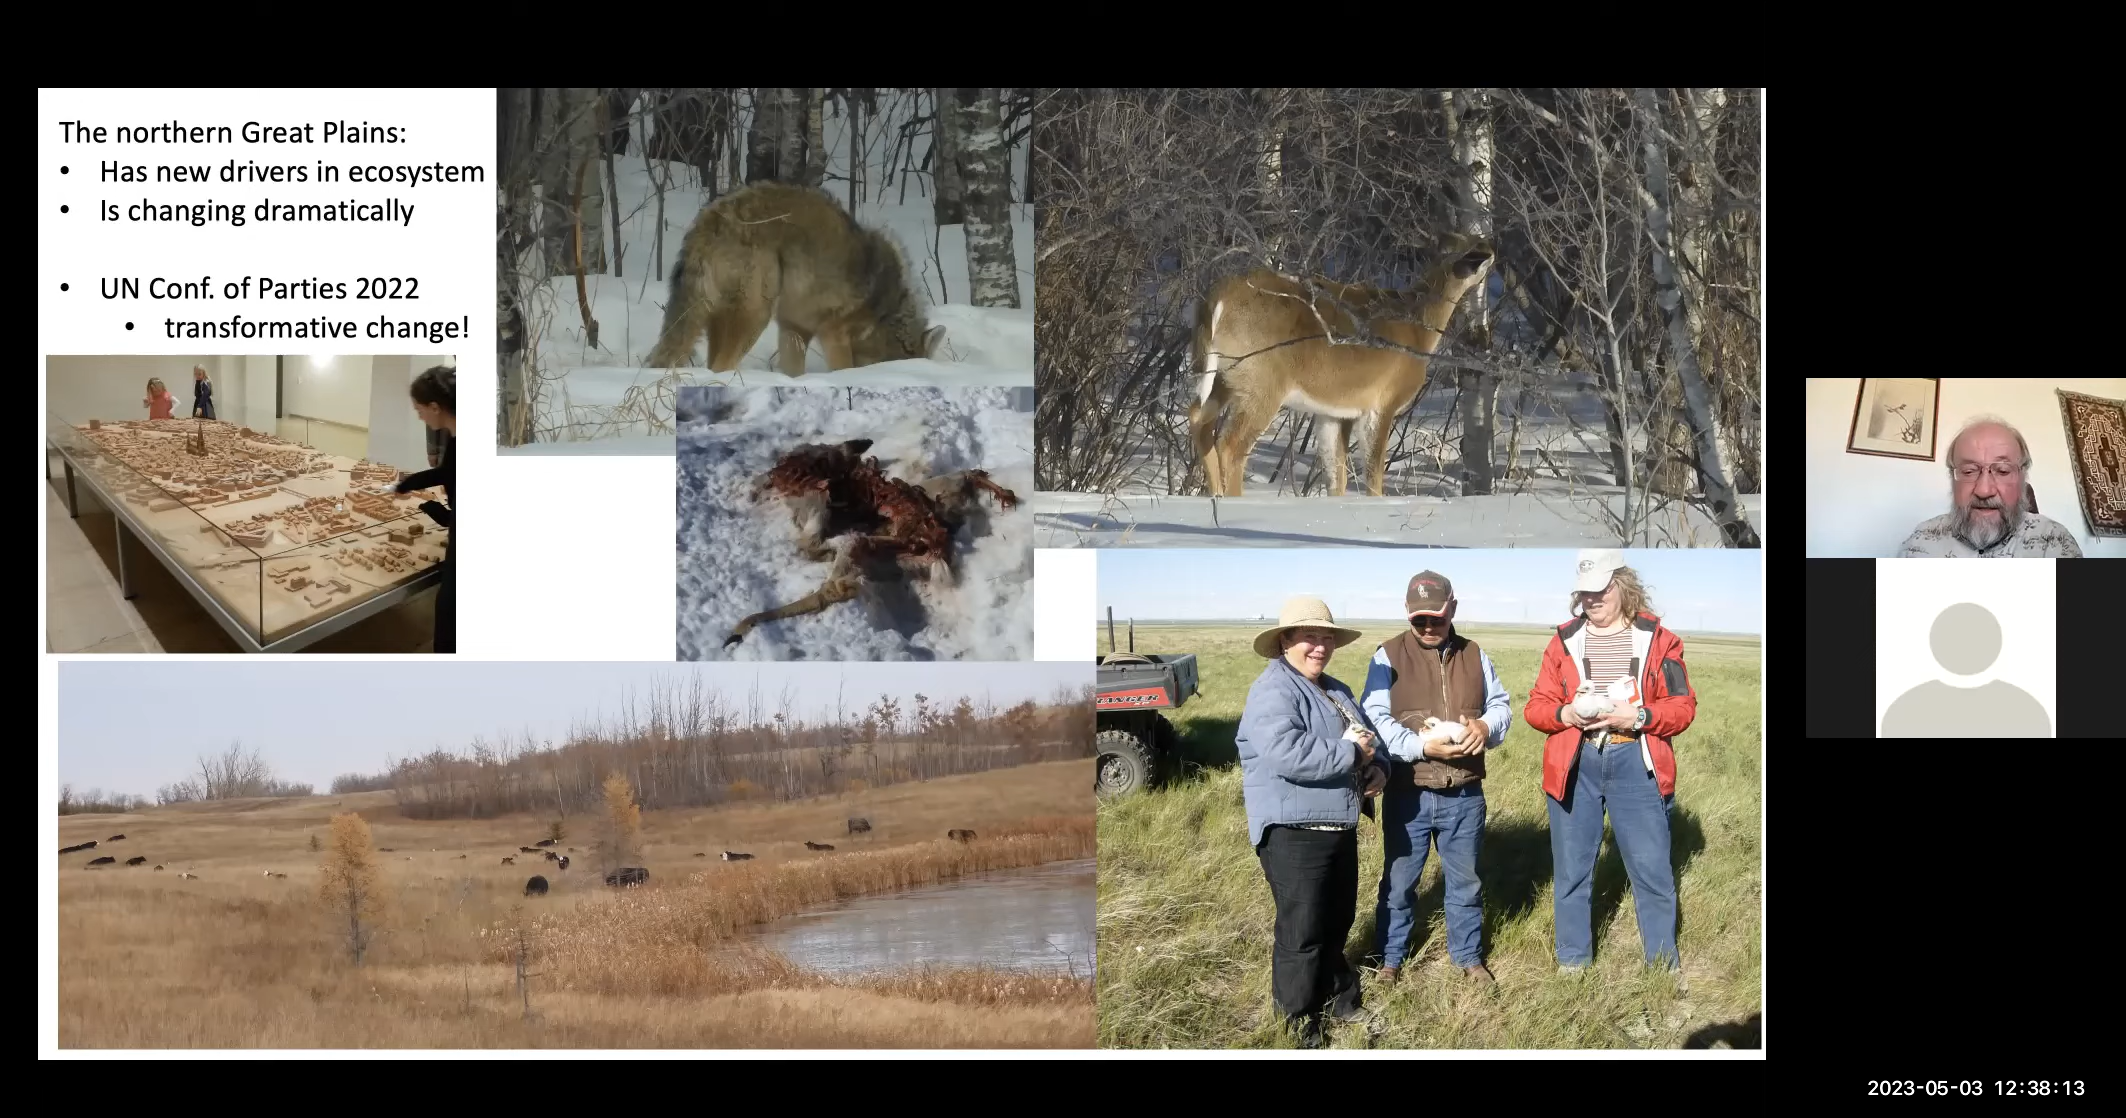 The northern Great Plains:
• Has new drivers in ecosystem
• Is changing dramatically
• UN Conf. of Parties 2022
• transformative change!
RANGER
2023-05-03 12:38:13